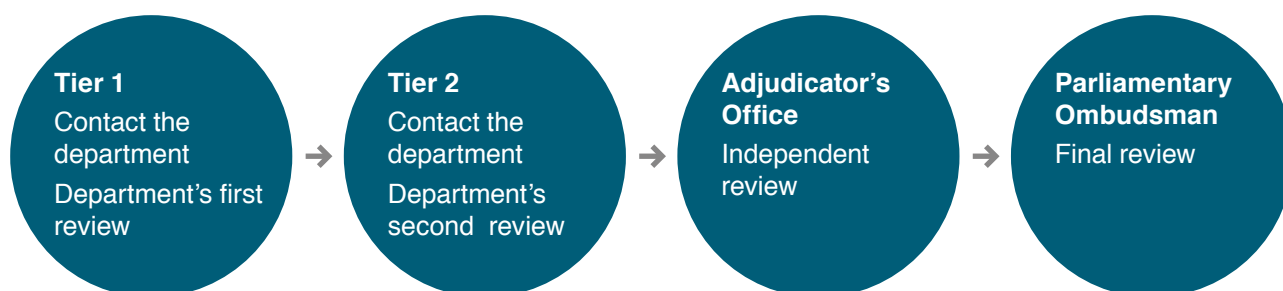 Tier 1
Contact the
department
Department’s first
review
Tier 2
Contact the
department
Department’s
second  review
Adjudicator’s
Office
Independent
review
Parliamentary
Ombudsman
Final review